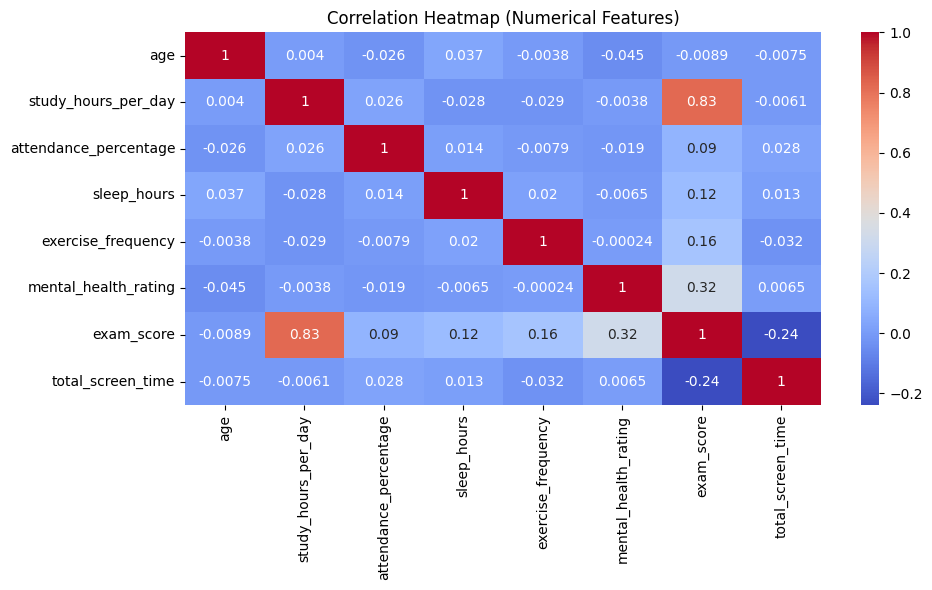 Correlation Heatmap (Numerical Features)
age 1 0.004 -0.026 0.037 -0.0038 -0.045 -0.0089 -0.0075
study_hours_per_day 0.004 1 0.026 -0.028 -0.029 -0.0038 0.83 -0.0061
attendance_percentage -0.026 0.026 1 0.014 -0.0079 -0.019 0.09 0.028
sleep_hours 0.037 -0.028 0.014 1 0.02 -0.0065 0.12 0.013
exercise_frequency -0.0038 -0.029 -0.0079 0.02 1 -0.00024 0.16 -0.032
mental_health_rating -0.045 -0.0038 -0.019 -0.0065 -0.00024 1 0.32 0.0065
exam_score -0.0089 0.83 0.09 0.12 0.16 0.32 1 -0.24
total_screen_time -0.0075 -0.0061 0.028 0.013 -0.032 0.0065 -0.24 1
age
study_hours_per_day
attendance_percentage
sleep_hours
exercise_frequency
mental_health_rating
exam_score
total_screen_time
1.0
0.8
0.6
0.4
0.2
0.0
−0.2